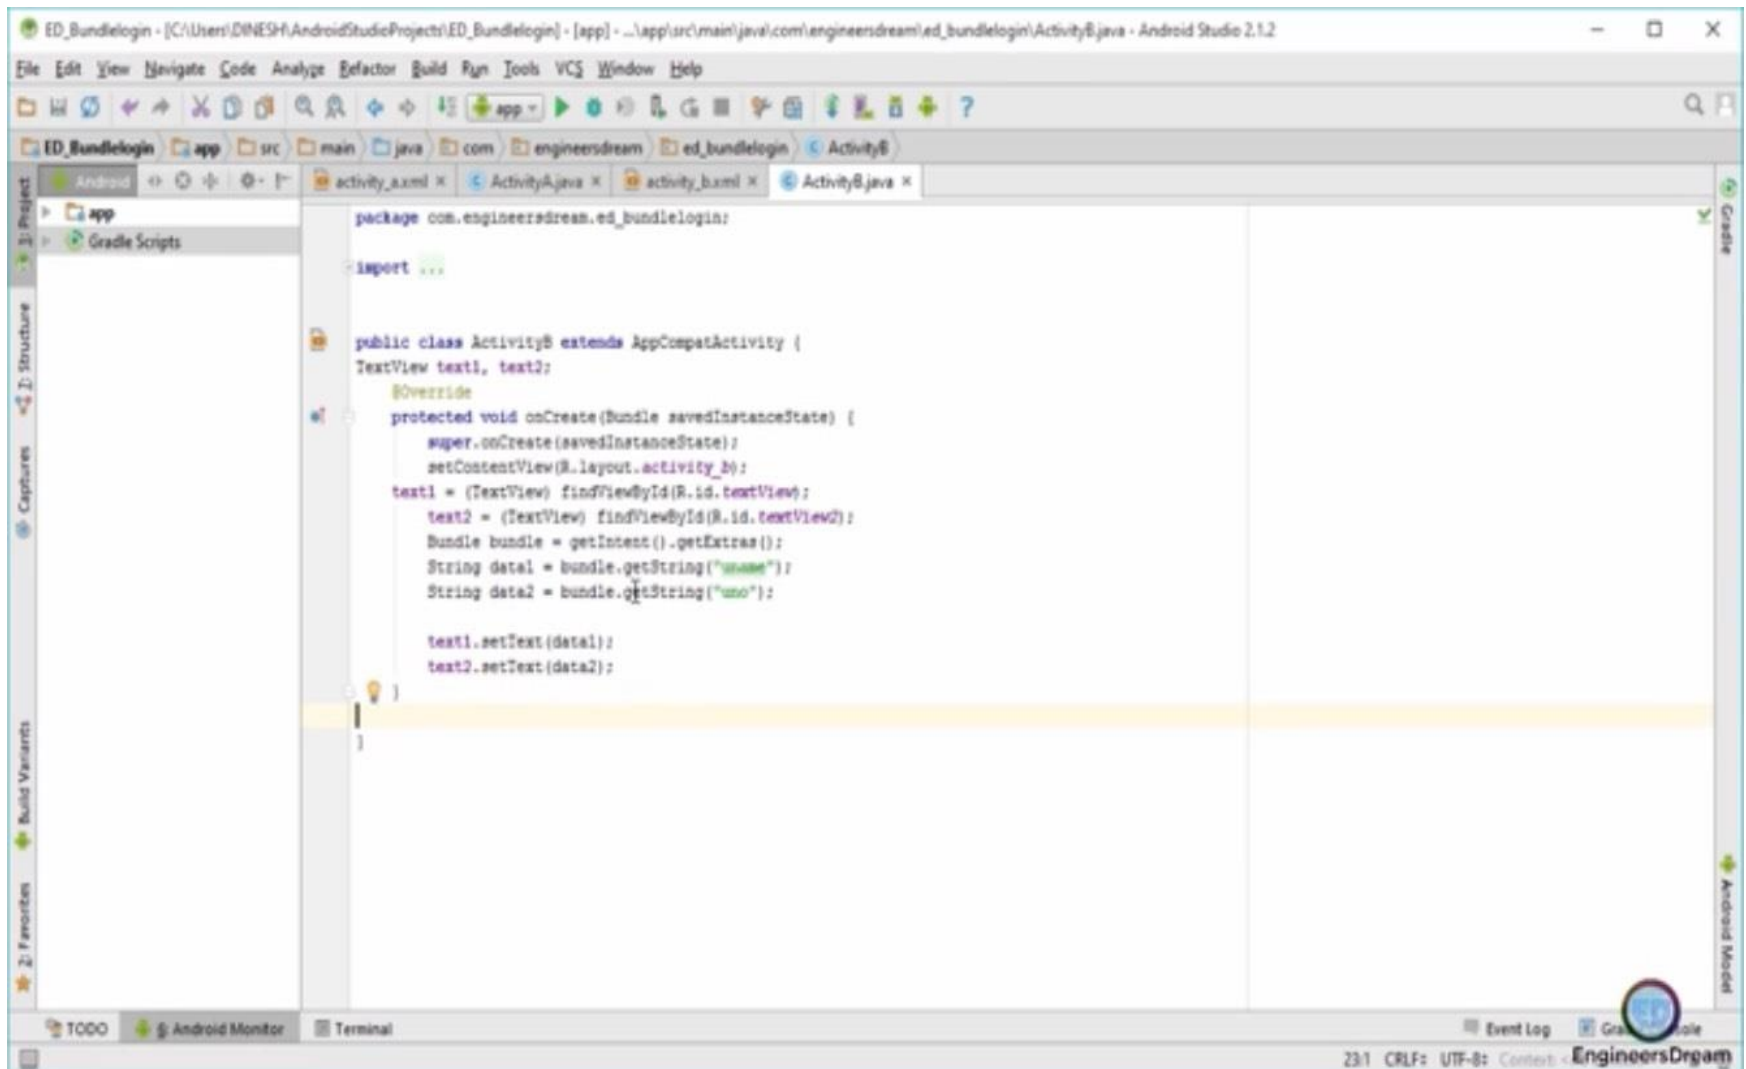 ED_Bundlelogin - [C:\Users\DINESH\AndroidStudioProjects\ED_Bundlelogin] - [app] - ...\app\src\main\java\com\engineersdream\ed_bundlelogin\ActivityB.java - Android Studio 2.1.2
File Edit View Navigate Code Analyze Refactor Build Run Tools VCS Window Help
app
ED_Bundlelogin app src main java com engineersdream ed_bundlelogin ActivityB
Android activity_a.xml ActivityA.java activity_b.xml ActivityB.java
1: Project
app
Gradle Scripts
Z: Structure
Captures
Build Variants
2: Favorites
package com.engineersdream.ed_bundlelogin;
import ...
public class ActivityB extends AppCompatActivity {
TextView text1, text2;
@Override
protected void onCreate(Bundle savedInstanceState) {
super.onCreate(savedInstanceState);
setContentView(R.layout.activity_b);
text1 = (TextView) findViewById(R.id.textView);
text2 = (TextView) findViewById(R.id.textView2);
Bundle bundle = getIntent().getExtras();
String data1 = bundle.getString("uname");
String data2 = bundle.getString("uno");
text1.setText(data1);
text2.setText(data2);
}
}
Gradle
Android Model
TODO 6: Android Monitor Terminal Event Log
23:1 CRLF÷ UTF-8÷ Context:
EngineersDream